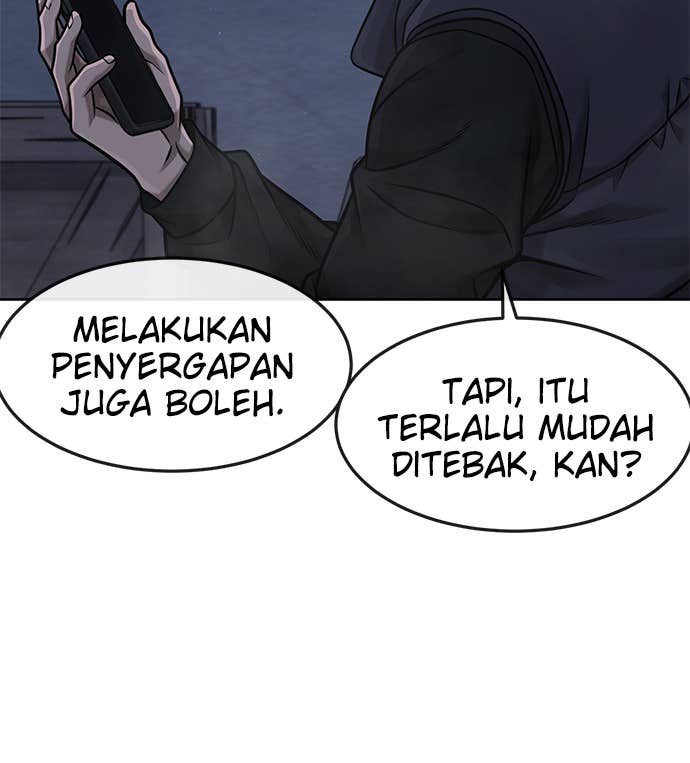 MELAKUKAN
PENYERGAPAN
JUGA BOLEH.
TAPI, ITU
TERLALU MUDAH
DITEBAK, KAN?